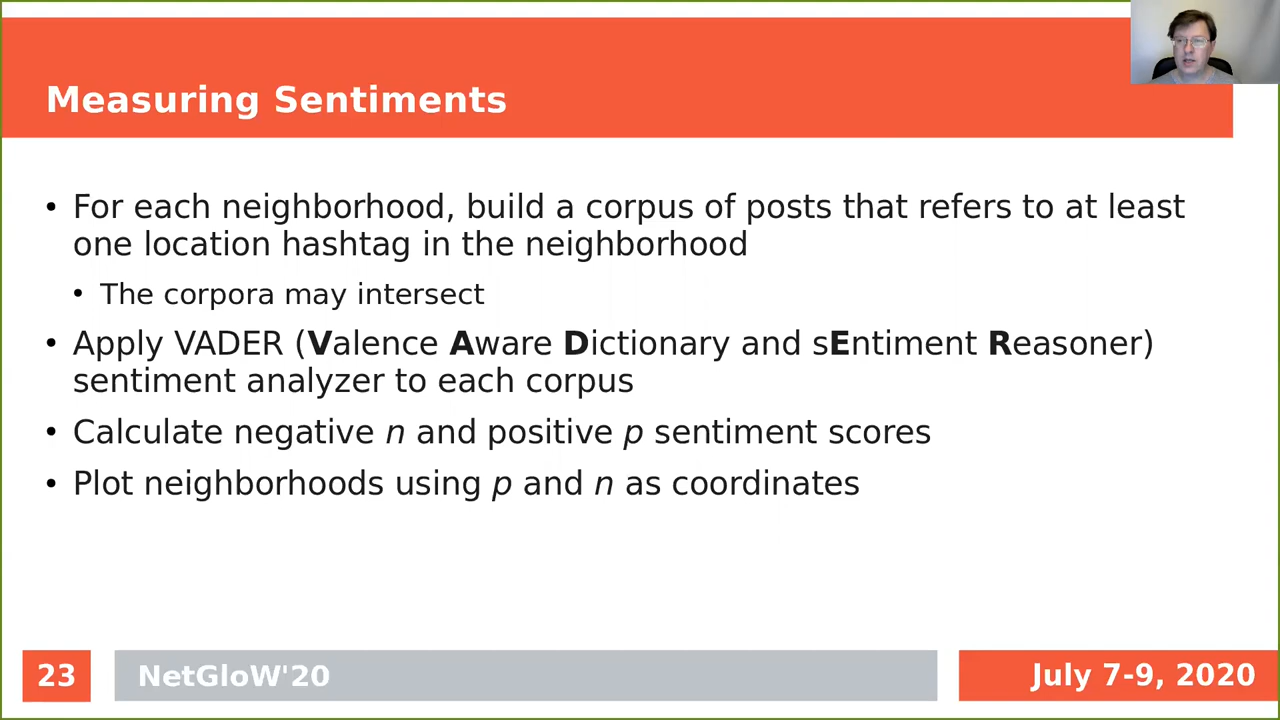 Measuring Sentiments
• For each neighborhood, build a corpus of posts that refers to at least
one location hashtag in the neighborhood
• The corpora may intersect
• Apply VADER (Valence Aware Dictionary and sEntiment Reasoner)
sentiment analyzer to each corpus
• Calculate negative n and positive p sentiment scores
• Plot neighborhoods using p and n as coordinates
23
NetGloW'20
July 7-9, 2020